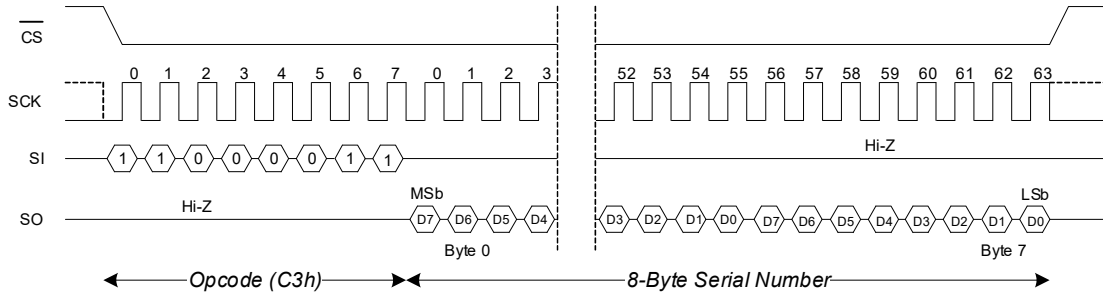 CS
0 1 2 3 4 5 6 7 0 1 2 3 52 53 54 55 56 57 58 59 60 61 62 63
SCK
Hi-Z
SI 1 1 0 0 0 0 1 1
MSb LSb
SO Hi-Z D7 D6 D5 D4 D3 D2 D1 D0 D7 D6 D5 D4 D3 D2 D1 D0
Byte 0 Byte 7
Opcode (C3h) 8-Byte Serial Number